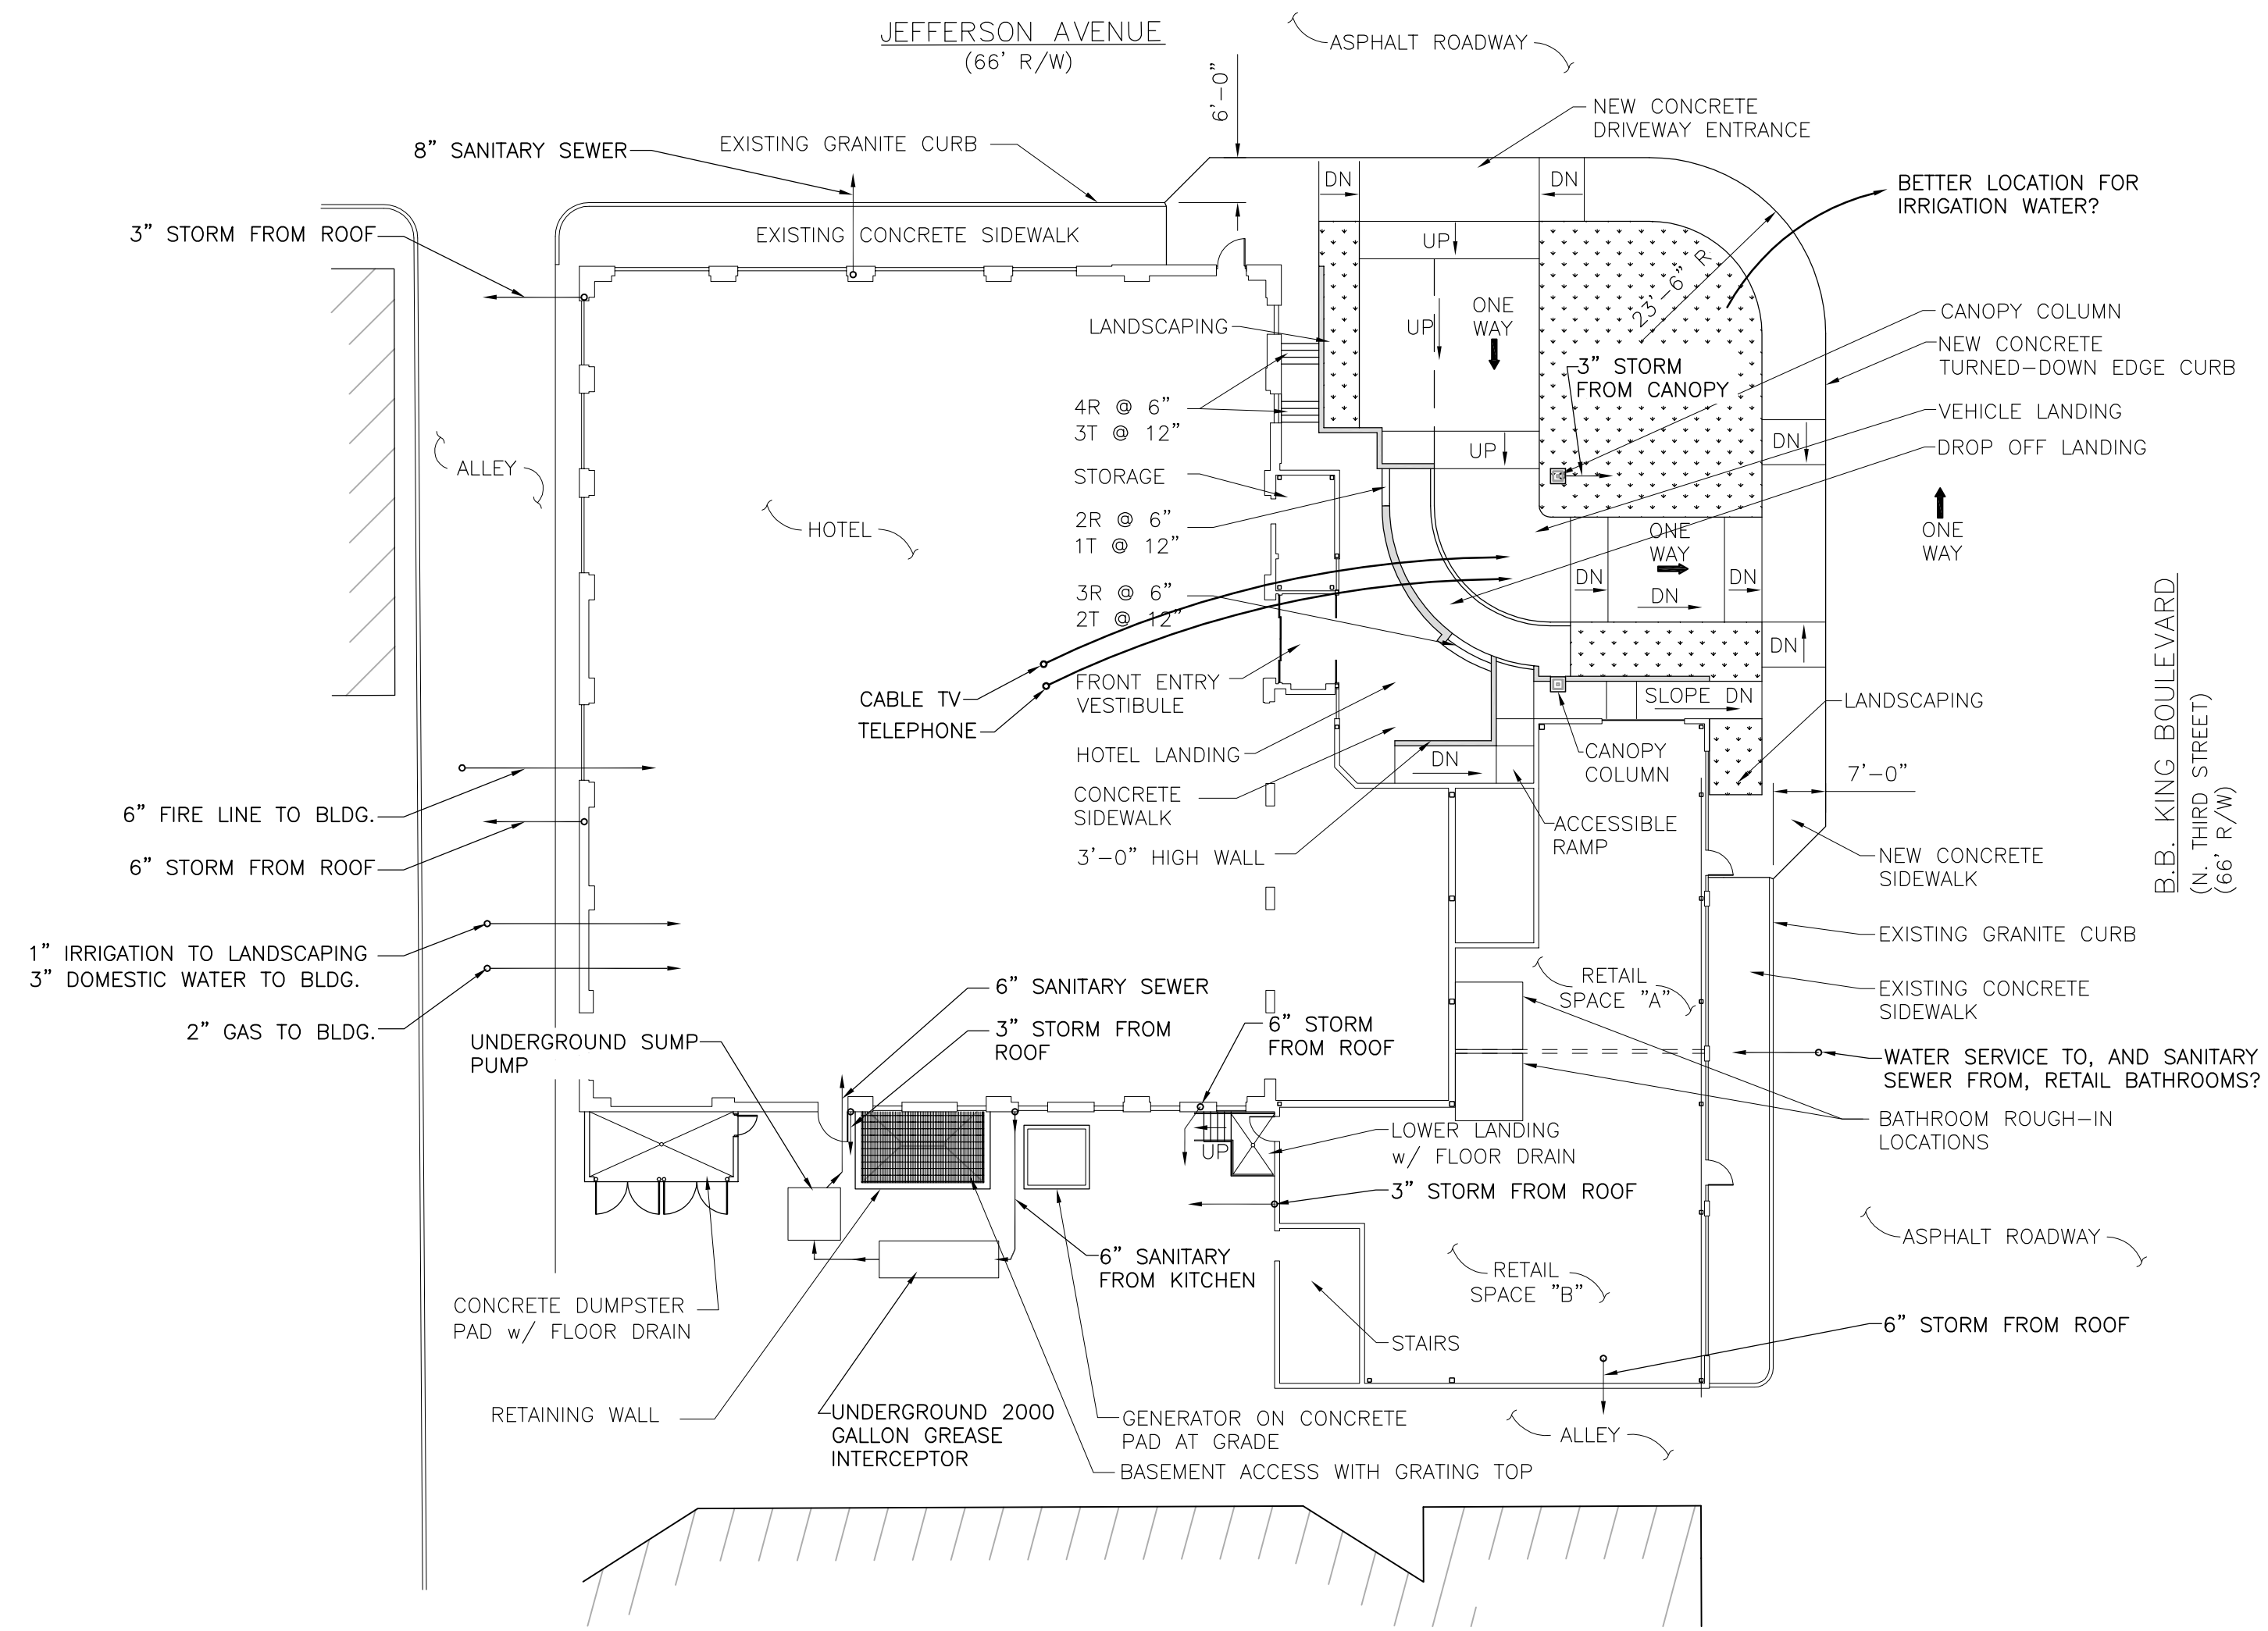 JEFFERSON AVENUE
(66' R/W)
ASPHALT ROADWAY
6'-0"
NEW CONCRETE
DRIVEWAY ENTRANCE
8" SANITARY SEWER
EXISTING GRANITE CURB
DN
DN
BETTER LOCATION FOR
IRRIGATION WATER?
3" STORM FROM ROOF
EXISTING CONCRETE SIDEWALK
UP
23'-6" R
LANDSCAPING
UP
ONE
WAY
CANOPY COLUMN
NEW CONCRETE
TURNED-DOWN EDGE CURB
3" STORM
FROM CANOPY
4R @ 6"
3T @ 12"
VEHICLE LANDING
DN
UP
DROP OFF LANDING
ALLEY
STORAGE
HOTEL
2R @ 6"
1T @ 12"
ONE
WAY
ONE
WAY
3R @ 6"
2T @ 12"
DN
DN
DN
DN
B.B. KING BOULEVARD
(N. THIRD STREET)
(66' R/W)
CABLE TV
TELEPHONE
FRONT ENTRY
VESTIBULE
SLOPE DN
LANDSCAPING
HOTEL LANDING
DN
CANOPY
COLUMN
7'-0"
6" FIRE LINE TO BLDG.
CONCRETE
SIDEWALK
ACCESSIBLE
RAMP
3'-0" HIGH WALL
NEW CONCRETE
SIDEWALK
6" STORM FROM ROOF
1" IRRIGATION TO LANDSCAPING
3" DOMESTIC WATER TO BLDG.
EXISTING GRANITE CURB
2" GAS TO BLDG.
6" SANITARY SEWER
RETAIL
SPACE "A"
EXISTING CONCRETE
SIDEWALK
UNDERGROUND SUMP
PUMP
3" STORM FROM
ROOF
6" STORM
FROM ROOF
WATER SERVICE TO, AND SANITARY
SEWER FROM, RETAIL BATHROOMS?
BATHROOM ROUGH-IN
LOCATIONS
UP
LOWER LANDING
w/ FLOOR DRAIN
3" STORM FROM ROOF
ASPHALT ROADWAY
6" SANITARY
FROM KITCHEN
RETAIL
SPACE "B"
CONCRETE DUMPSTER
PAD w/ FLOOR DRAIN
STAIRS
6" STORM FROM ROOF
RETAINING WALL
UNDERGROUND 2000
GALLON GREASE
INTERCEPTOR
GENERATOR ON CONCRETE
PAD AT GRADE
ALLEY
BASEMENT ACCESS WITH GRATING TOP